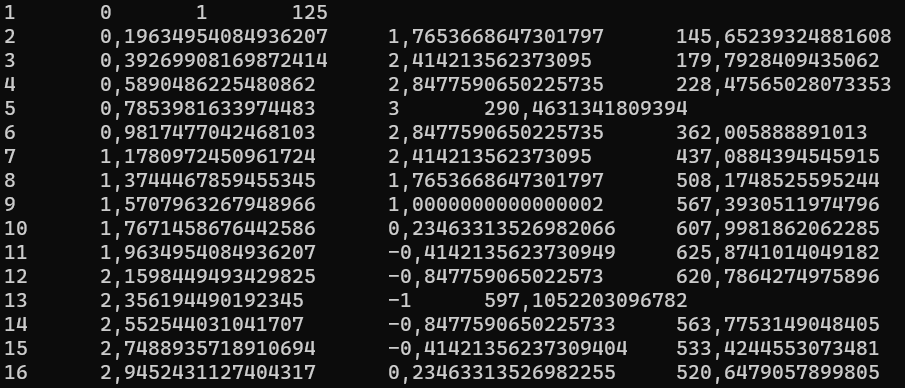 1 0 1 125
2 0,19634954084936207 1,7653668647301797 145,65239324881608
3 0,39269908169872414 2,414213562373095 179,7928409435062
4 0,5890486225480862 2,8477590650225735 228,47565028073353
5 0,7853981633974483 3 290,4631341809394
6 0,98174770424681​03 2,8477590650225735 362,005888891013
7 1,1780972450961724 2,414213562373095 437,0884394545915
8 1,3744467859455345 1,7653668647301797 508,1748525595244
9 1,5707963267948966 1,0000000000000002 567,3930511974796
10 1,7671458676442586 0,23463313526982066 607,9981862062285
11 1,9634954084936207 -0,4142135623730949 625,8741014049182
12 2,1598449493429825 -0,847759065022573 620,7864274975896
13 2,356194490192345 -1 597,1052203096782
14 2,552544031041707 -0,8477590650225733 563,7753149048405
15 2,7488935718910694 -0,41421356237309404 533,4244553073481
16 2,9452431127404317 0,23463313526982255 520,6479057899805